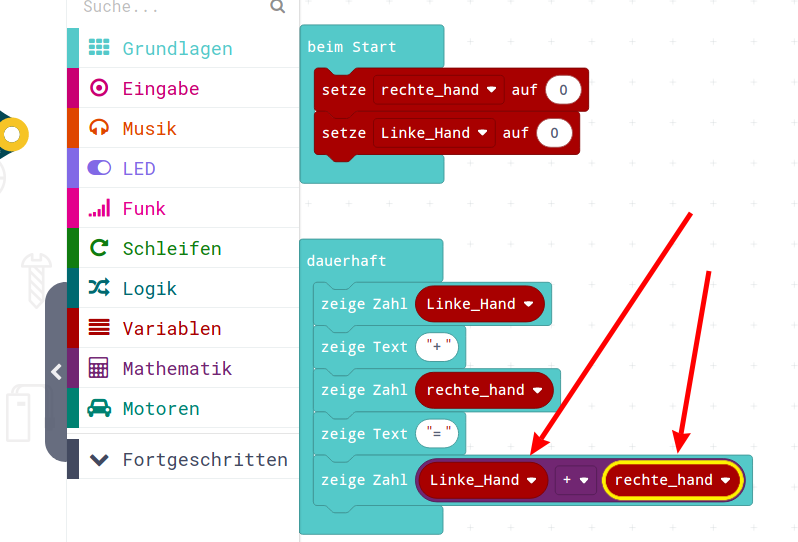 Suche...
Grundlagen
Eingabe
Musik
LED
Funk
Schleifen
Logik
Variablen
Mathematik
Motoren
Fortgeschritten
beim Start
setze rechte_hand auf 0
setze Linke_Hand auf 0
dauerhaft
zeige Zahl Linke_Hand
zeige Text "+"
zeige Zahl rechte_hand
zeige Text "="
zeige Zahl Linke_Hand + rechte_hand